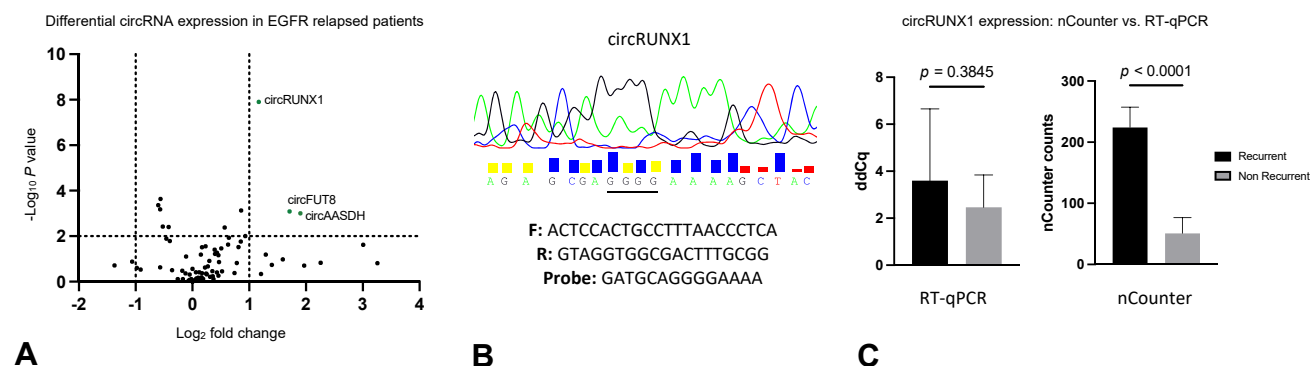 Differential circRNA expression in EGFR relapsed patients
10
8
6
4
2
0
-2
-1
0
1
2
3
4
-Log10 P value
Log2 fold change
circRUNX1
circFUT8
circAASDH
A
circRUNX1
A G A G C G A G G G G A A A A G C T A C
F: ACTCCACTGCCTTTAACCCTCA
R: GTAGGTGGCGACTTTGCGG
Probe: GATGCAGGGGAAAA
B
circRUNX1 expression: nCounter vs. RT-qPCR
p = 0.3845
8
6
4
2
0
ddCq
RT-qPCR
p < 0.0001
300
200
100
0
nCounter counts
nCounter
Recurrent
Non Recurrent
C